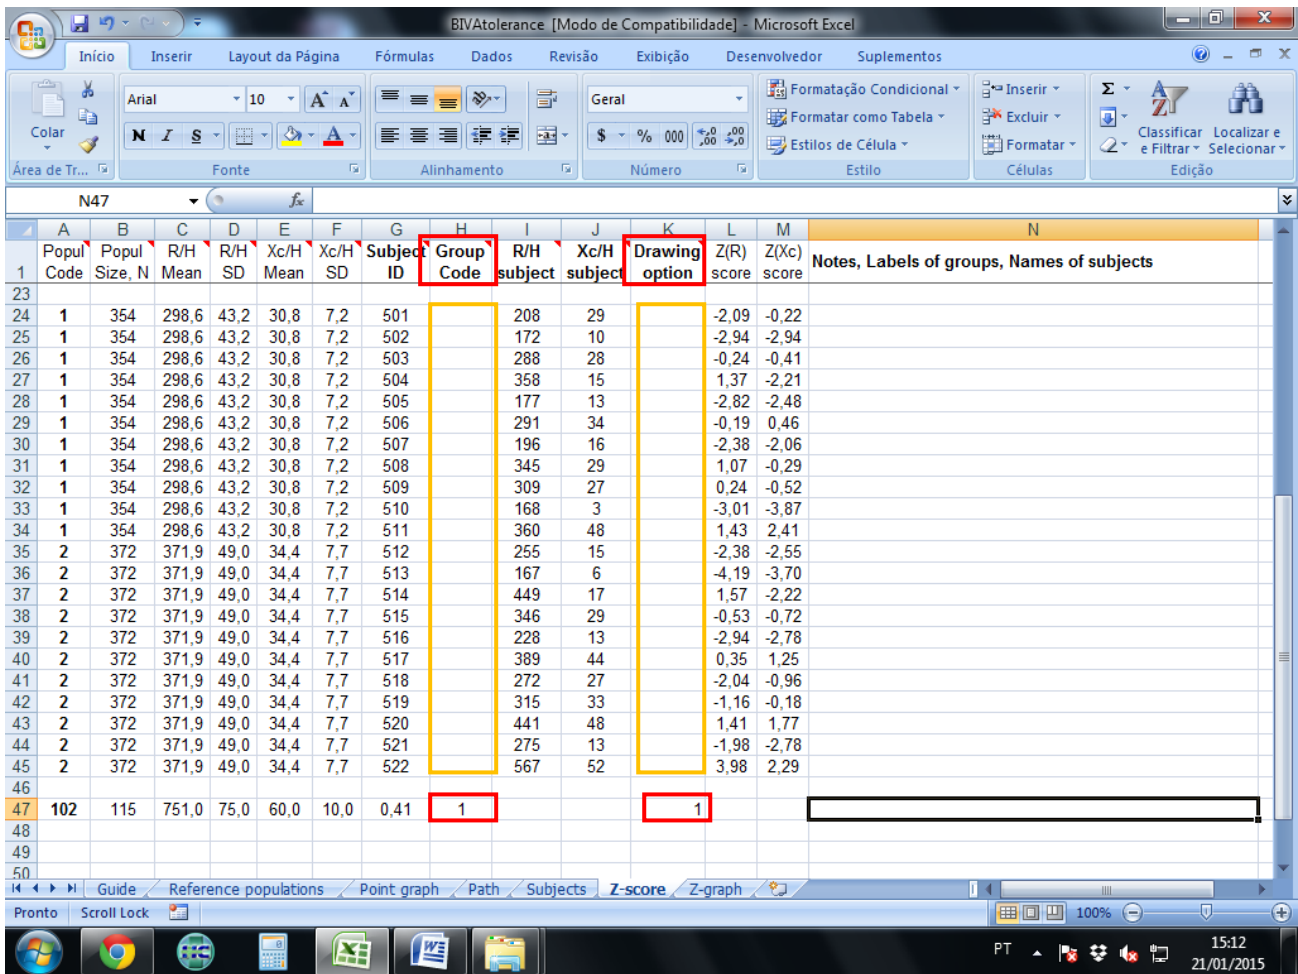 BIVAtolerance [Modo de Compatibilidade] - Microsoft Excel
Início Inserir Layout da Página Fórmulas Dados Revisão Exibição Desenvolvedor Suplementos
Colar
Arial 10 A A
N I S A
Geral
$ % 000 ,0 ,00 ,00 ,0
Formatação Condicional
Formatar como Tabela
Estilos de Célula
Inserir
Excluir
Formatar
Σ
Classificar e Filtrar
Localizar e Selecionar
Área de Tr... Fonte Alinhamento Número Estilo Células Edição
N47 fx
A B C D E F G H I J K L M N
1 Popul Code Popul Size, N R/H Mean R/H SD Xc/H Mean Xc/H SD Subject ID Group Code R/H subject Xc/H subject Drawing option Z(R) score Z(Xc) score Notes, Labels of groups, Names of subjects
23
24 1 354 298,6 43,2 30,8 7,2 501 208 29 -2,09 -0,22
25 1 354 298,6 43,2 30,8 7,2 502 172 10 -2,94 -2,94
26 1 354 298,6 43,2 30,8 7,2 503 288 28 -0,24 -0,41
27 1 354 298,6 43,2 30,8 7,2 504 358 15 1,37 -2,21
28 1 354 298,6 43,2 30,8 7,2 505 177 13 -2,82 -2,48
29 1 354 298,6 43,2 30,8 7,2 506 291 34 -0,19 0,46
30 1 354 298,6 43,2 30,8 7,2 507 196 16 -2,38 -2,06
31 1 354 298,6 43,2 30,8 7,2 508 345 29 1,07 -0,29
32 1 354 298,6 43,2 30,8 7,2 509 309 27 0,24 -0,52
33 1 354 298,6 43,2 30,8 7,2 510 168 3 -3,01 -3,87
34 1 354 298,6 43,2 30,8 7,2 511 360 48 1,43 2,41
35 2 372 371,9 49,0 34,4 7,7 512 255 15 -2,38 -2,55
36 2 372 371,9 49,0 34,4 7,7 513 167 6 -4,19 -3,70
37 2 372 371,9 49,0 34,4 7,7 514 449 17 1,57 -2,22
38 2 372 371,9 49,0 34,4 7,7 515 346 29 -0,53 -0,72
39 2 372 371,9 49,0 34,4 7,7 516 228 13 -2,94 -2,78
40 2 372 371,9 49,0 34,4 7,7 517 389 44 0,35 1,25
41 2 372 371,9 49,0 34,4 7,7 518 272 27 -2,04 -0,96
42 2 372 371,9 49,0 34,4 7,7 519 315 33 -1,16 -0,18
43 2 372 371,9 49,0 34,4 7,7 520 441 48 1,41 1,77
44 2 372 371,9 49,0 34,4 7,7 521 275 13 -1,98 -2,78
45 2 372 371,9 49,0 34,4 7,7 522 567 52 3,98 2,29
46
47 102 115 751,0 75,0 60,0 10,0 0,41 1 1
48
49
50
Guide Reference populations Point graph Path Subjects Z-score Z-graph
Pronto Scroll Lock 100%
PT 15:12
21/01/2015